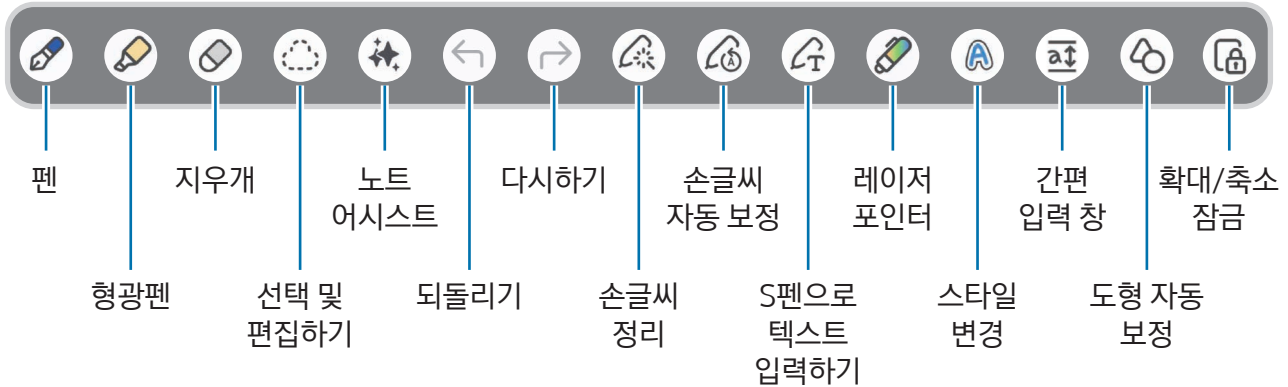 펜
지우개
노트
어시스트
다시하기
손글씨
자동 보정
레이저
포인터
간편
입력 창
확대/축소
잠금
형광펜
선택 및
편집하기
되돌리기
손글씨
정리
S펜으로
텍스트
입력하기
스타일
변경
도형 자동
보정